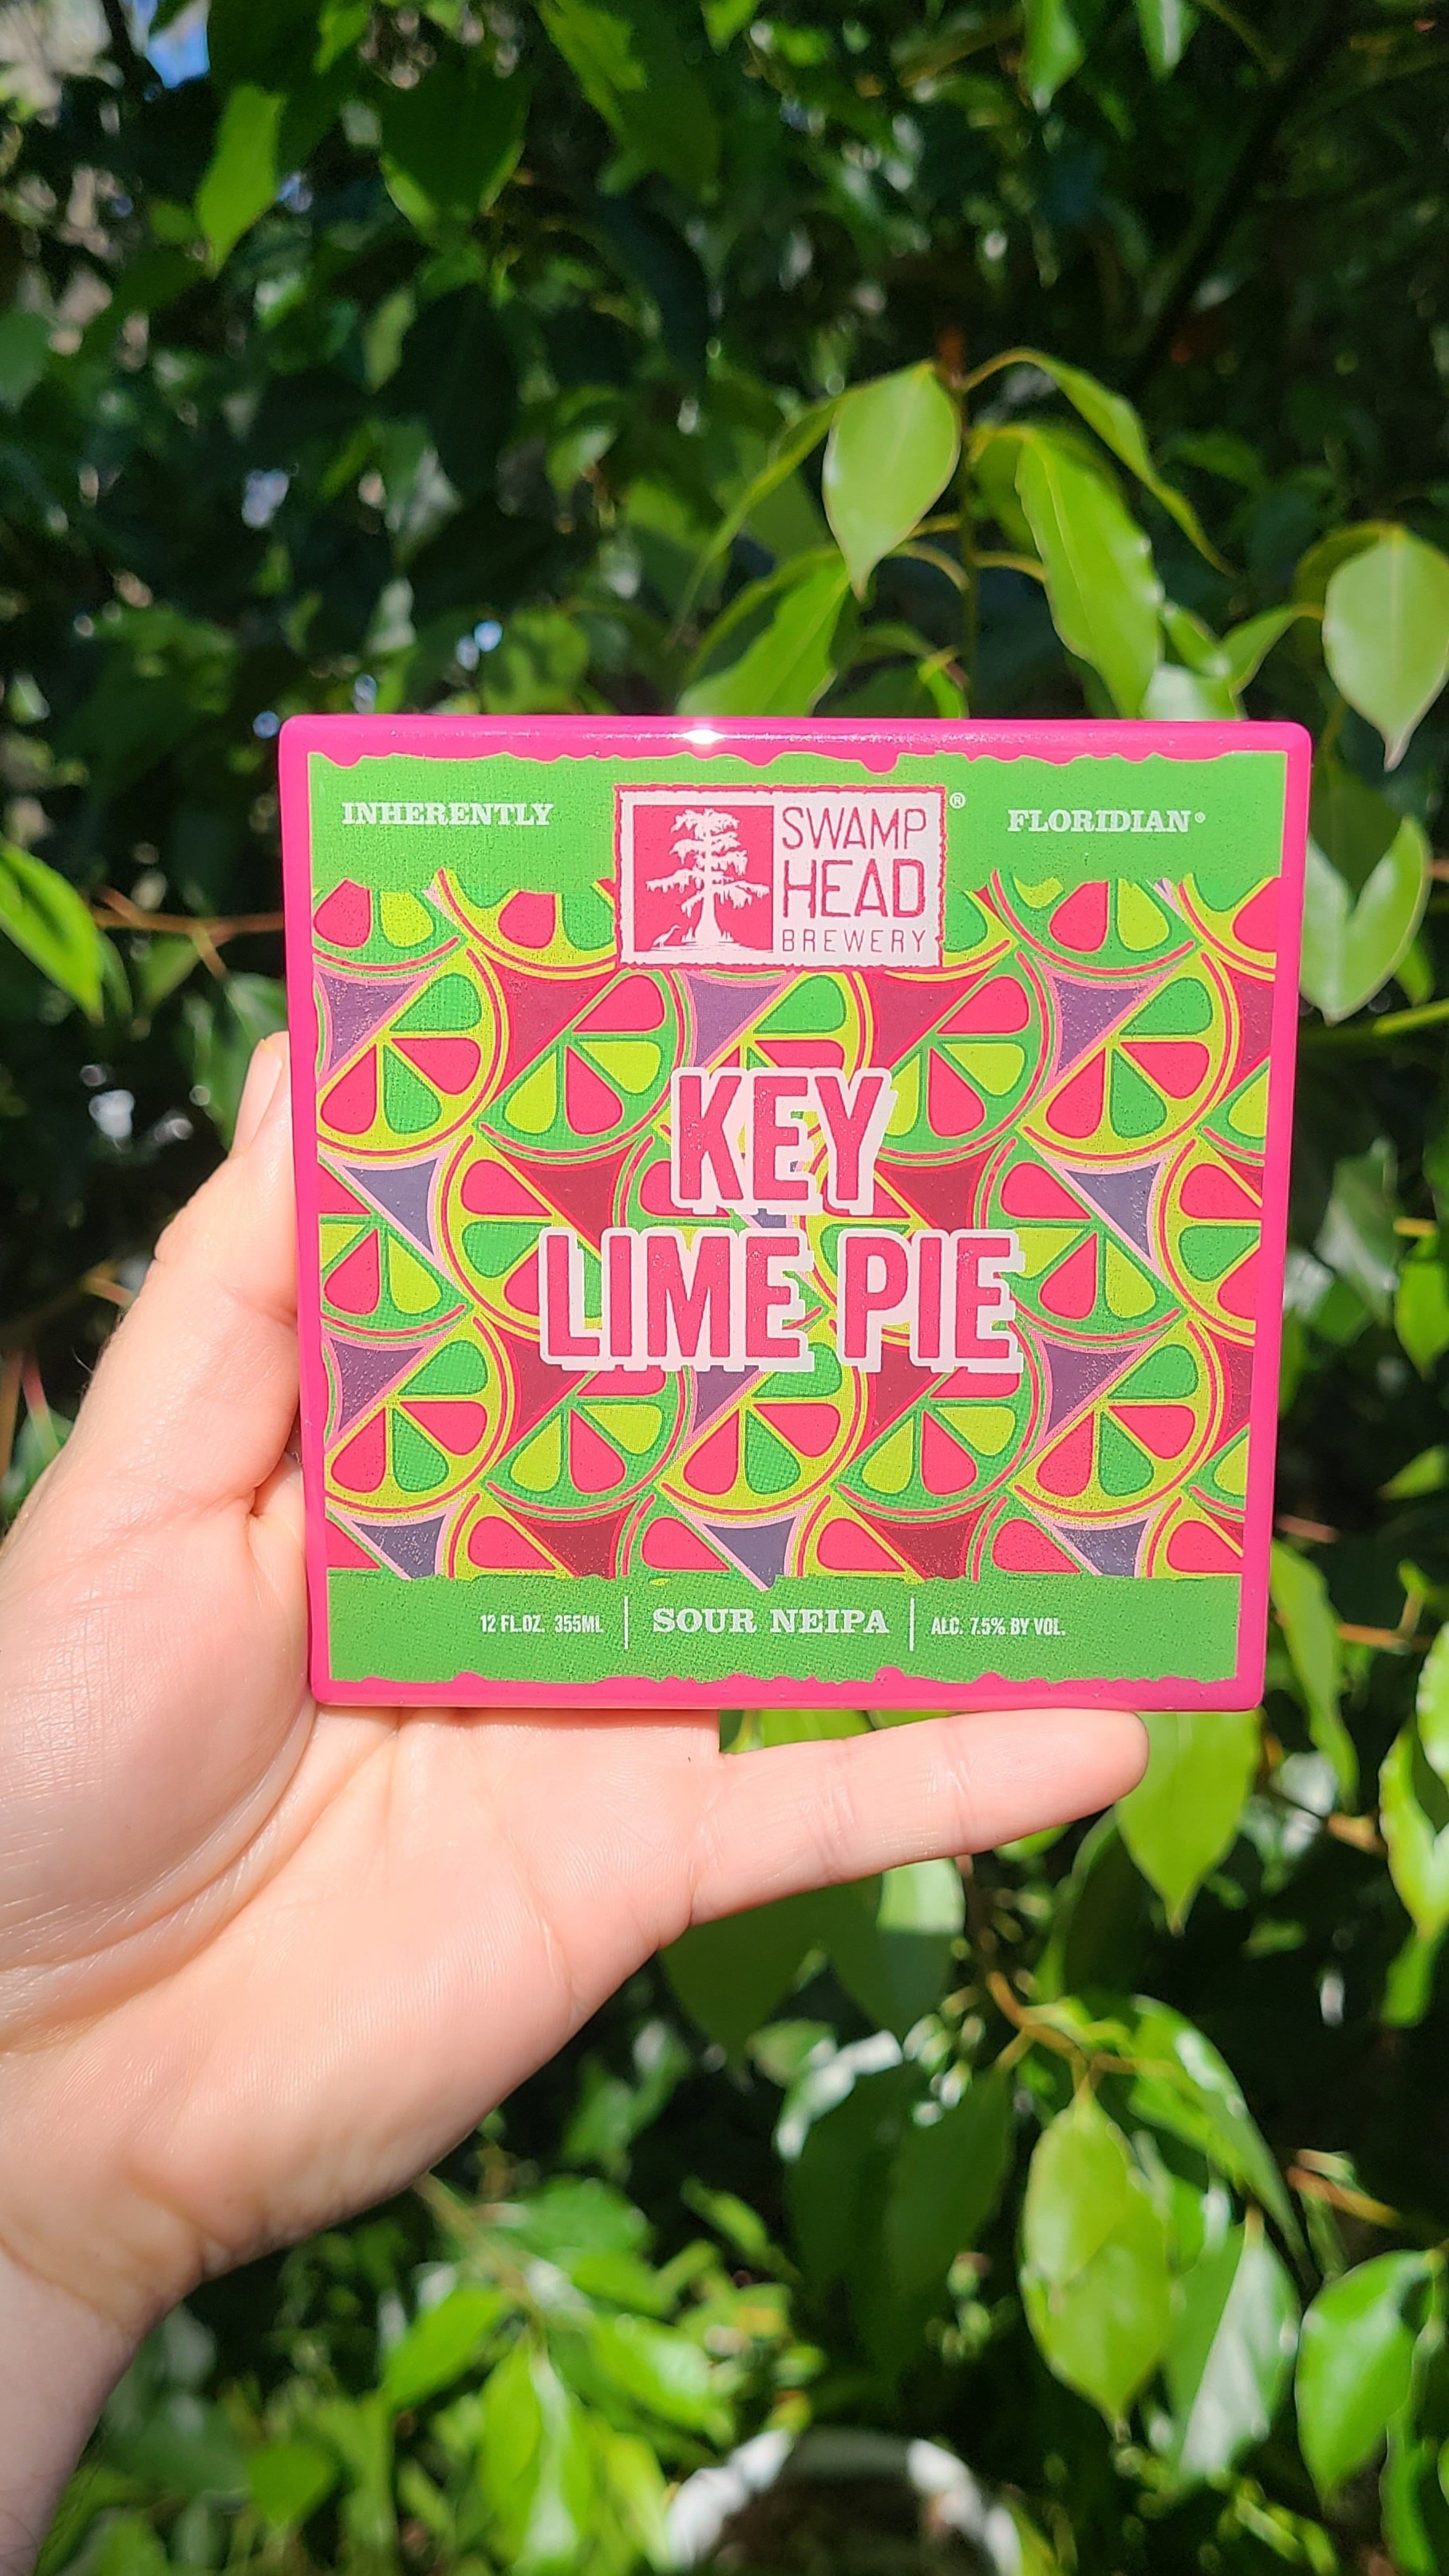 INHERENTLY
SWAMP
HEAD
BREWERY
®
FLORIDIAN®
KEY
LIME PIE
12 FL.OZ. 355ML
SOUR NEIPA
ALC. 7.5% BY VOL.